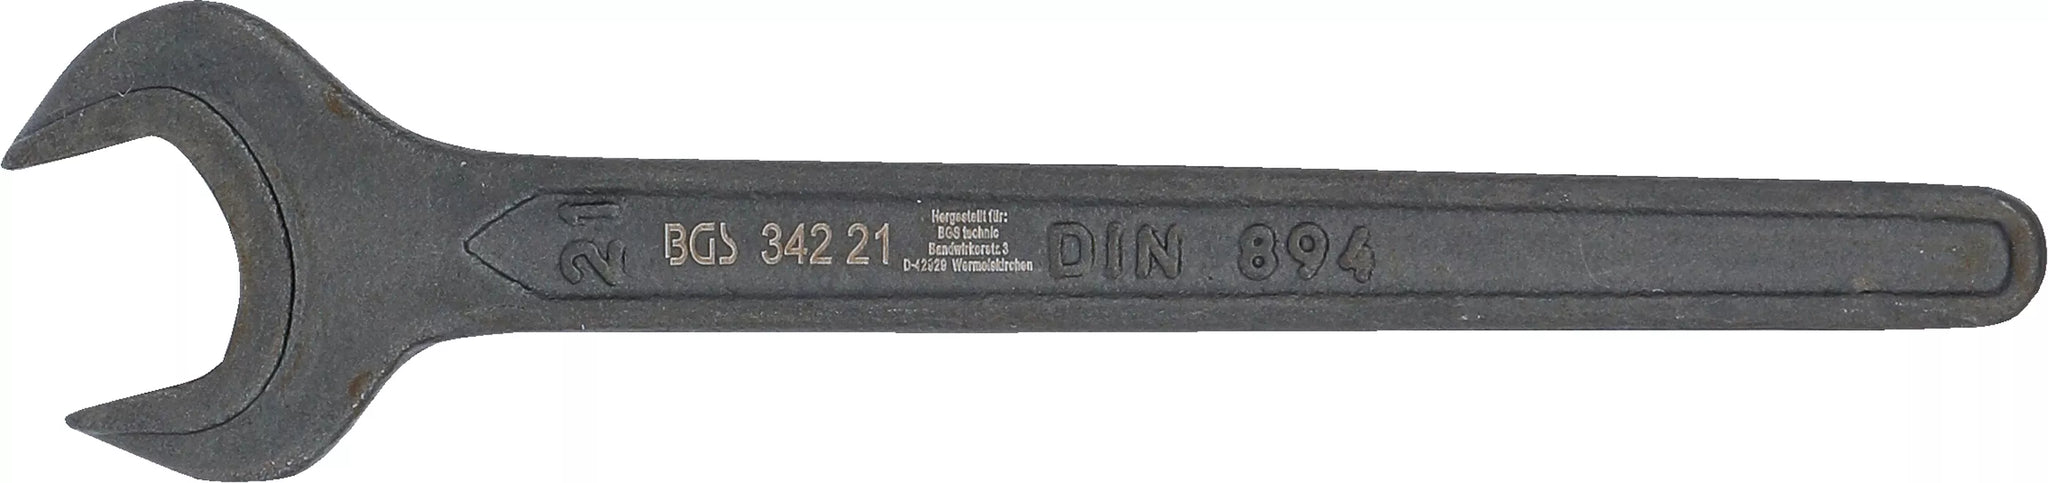 21
BGS 342 21
Hergestellt für:
BGS technic
Bandwirkerstr. 3
D-42929 Wermelskirchen
DIN 894